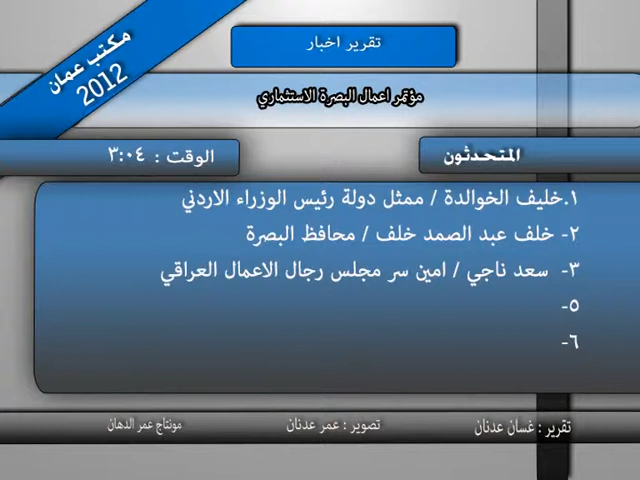 مكتب عمان
2012
تقرير اخبار
مؤتمر اعمال البصرة الاستثماري
المتحدثون
الوقت : ٣:٠٤
١.خليف الخوالدة / ممثل دولة رئيس الوزراء الاردني
٢- خلف عبد الصمد خلف / محافظ البصرة
٣- سعد ناجي / امين سر مجلس رجال الاعمال العراقي
٥-
٦-
تقرير : غسان عدنان
تصوير : عمر عدنان
مونتاج عمر الدهان